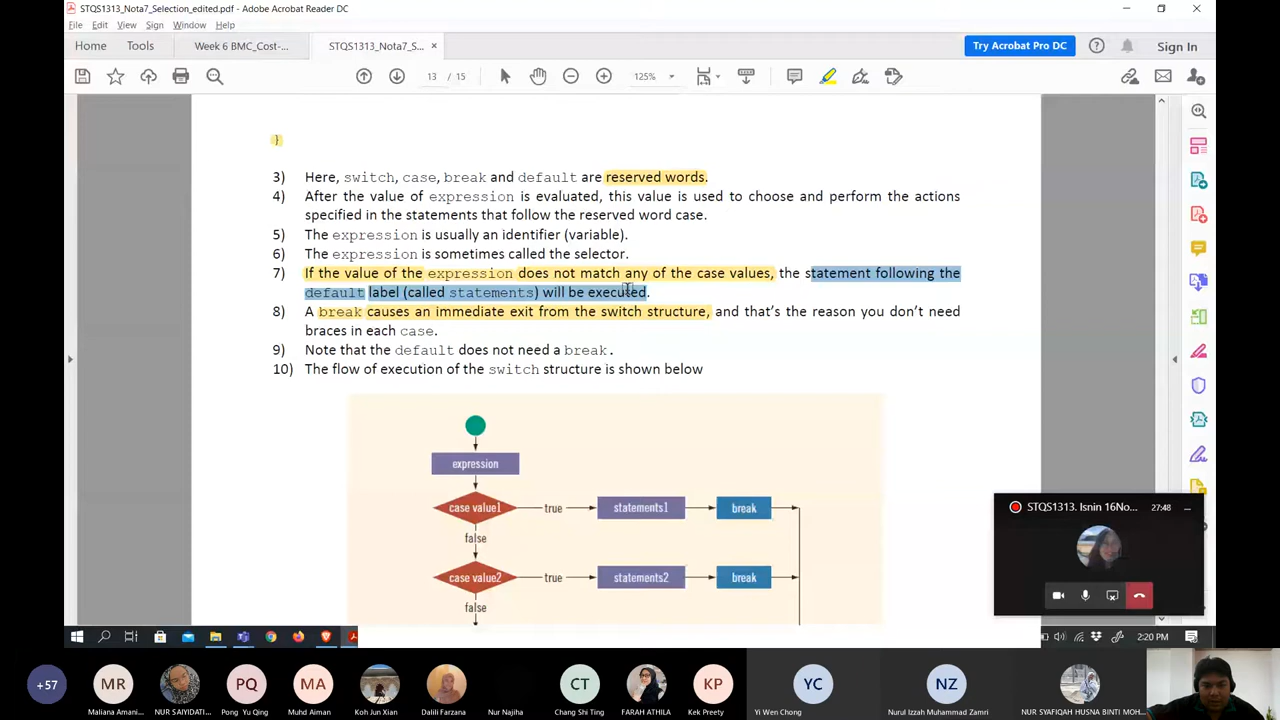 STQS1313_Nota7_Selection_edited.pdf - Adobe Acrobat Reader DC
File Edit View Sign Window Help
Home Tools Week 6 BMC_Cost-... STQS1313_Nota7_S... × Try Acrobat Pro DC Sign In
13 / 15 125%
}
3) Here, switch, case, break and default are reserved words.
4) After the value of expression is evaluated, this value is used to choose and perform the actions
specified in the statements that follow the reserved word case.
5) The expression is usually an identifier (variable).
6) The expression is sometimes called the selector.
7) If the value of the expression does not match any of the case values, the statement following the
default label (called statements) will be executed.
8) A break causes an immediate exit from the switch structure, and that's the reason you don't need
braces in each case.
9) Note that the default does not need a break.
10) The flow of execution of the switch structure is shown below
expression
case value1 true statements1 break
false
case value2 true statements2 break
false
STQS1313. Isnin 16No... 27:48
2:20 PM
+57 MR PQ MA CT KP YC NZ
Maliana Amani... NUR SAIYIDATI... Pong Yu Qing Muhd Aiman Koh Jun Xian Dalili Farzana Nur Najiha Chang Shi Ting FARAH ATHILA Kek Preety Yi Wen Chong Nurul Izzah Muhammad Zamri NUR SYAFIQAH HUSNA BINTI MOH...